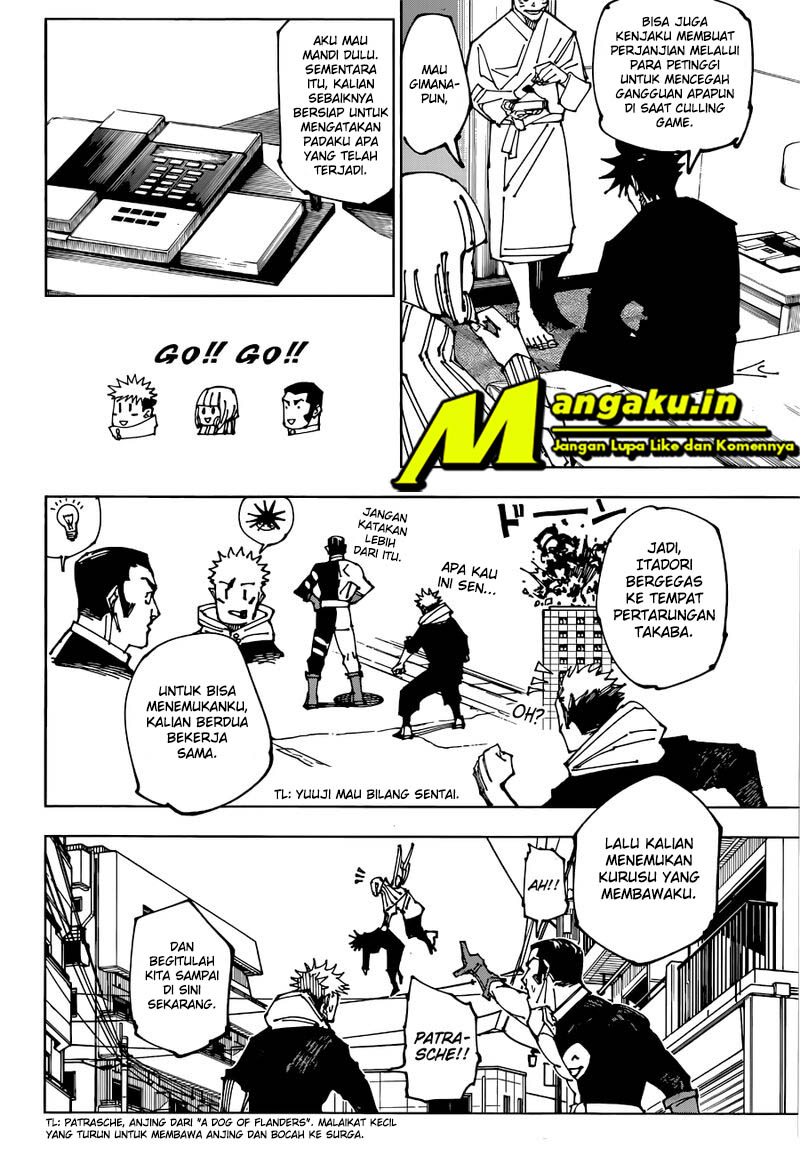 BISA JUGA
KENJAKU MEMBUAT
PERJANJIAN MELALUI
PARA PETINGGI
UNTUK MENCEGAH
GANGGUAN APAPUN
DI SAAT CULLING
GAME.
MAU
GIMANA-
PUN,
AKU MAU
MANDI DULU.
SEMENTARA
ITU, KALIAN
SEBAIKNYA
BERSIAP UNTUK
MENGATAKAN
PADAKU APA
YANG TELAH
TERJADI.
GO!! GO!!
Mangaku.in
Jangan Lupa Like dan Komennya
JADI,
ITADORI
BERGEGAS
KE TEMPAT
PERTARUNGAN
TAKABA.
ドーン
OH?
APA KAU
INI SEN...
JANGAN
KATAKAN
LEBIH
DARI ITU.
UNTUK BISA
MENEMUKANKU,
KALIAN BERDUA
BEKERJA
SAMA.
TL: YUUJI MAU BILANG SENTAI.
LALU KALIAN
MENEMUKAN
KURUSU YANG
MEMBAWAKU.
AH!!
PATRA-
SCHE!!
DAN
BEGITULAH
KITA SAMPAI
DI SINI
SEKARANG.
TL: PATRASCHE, ANJING DARI "A DOG OF FLANDERS". MALAIKAT KECIL
YANG TURUN UNTUK MEMBAWA ANJING DAN BOCAH KE SURGA.